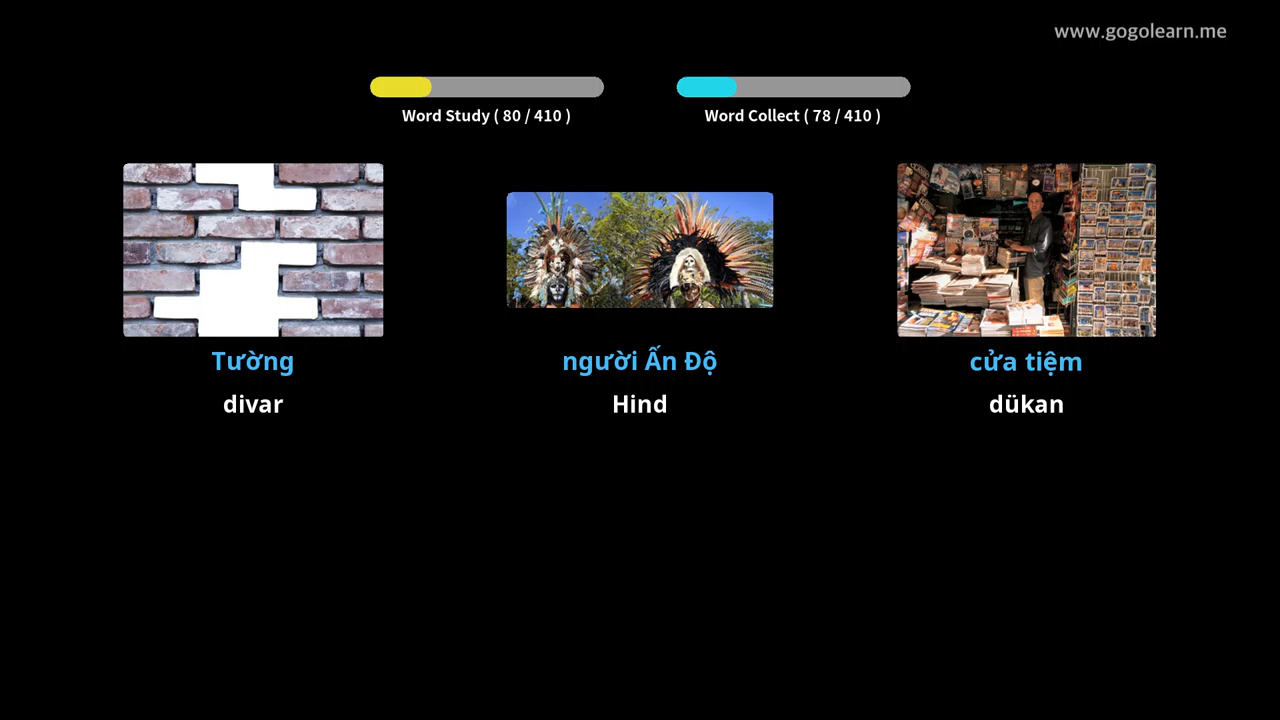 www.gogolearn.me
Word Study ( 80 / 410 )
Word Collect ( 78 / 410 )
Tường
người Ấn Độ
cửa tiệm
divar
Hind
dükan